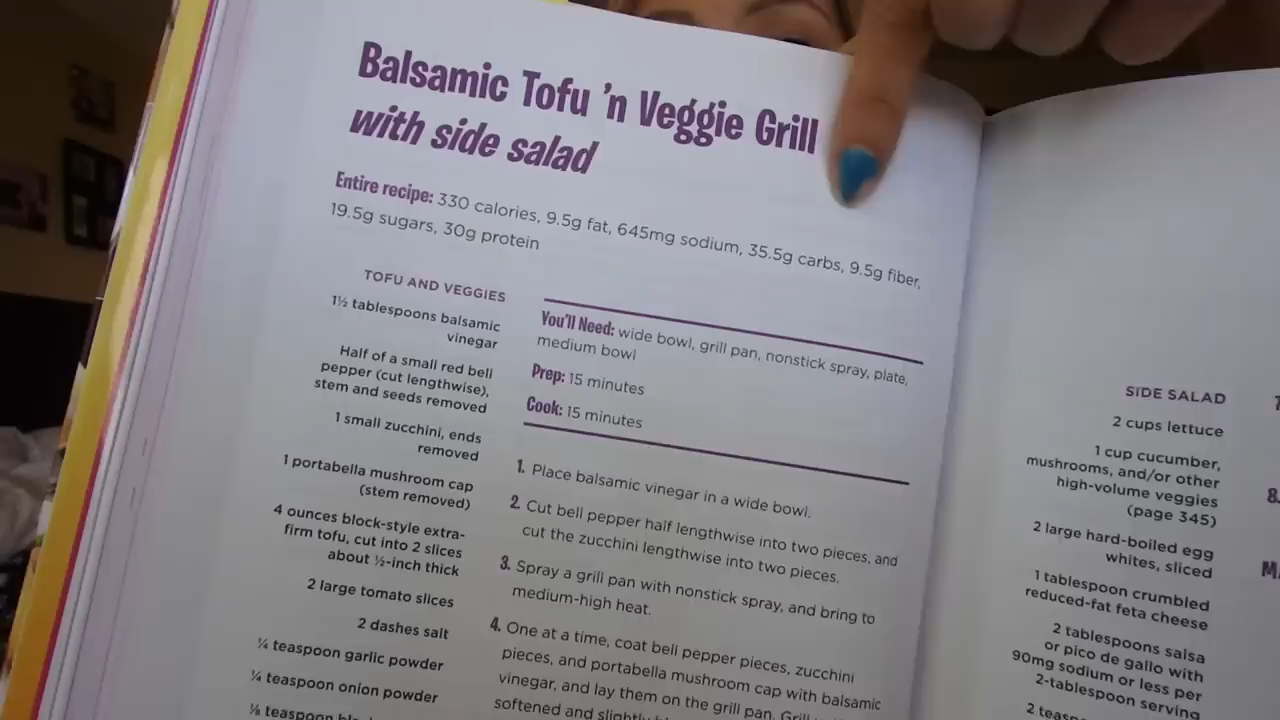 Balsamic Tofu 'n Veggie Grill
with side salad
Entire recipe: 330 calories, 9.5g fat, 645mg sodium, 35.5g carbs, 9.5g fiber,
19.5g sugars, 30g protein
TOFU AND VEGGIES
1½ tablespoons balsamic
vinegar
Half of a small red bell
pepper (cut lengthwise),
stem and seeds removed
1 small zucchini, ends
removed
1 portabella mushroom cap
(stem removed)
4 ounces block-style extra-
firm tofu, cut into 2 slices
about ½-inch thick
2 large tomato slices
2 dashes salt
¼ teaspoon garlic powder
¼ teaspoon onion powder
⅛ teaspoon
You'll Need: wide bowl, grill pan, nonstick spray, plate,
medium bowl
Prep: 15 minutes
Cook: 15 minutes
1. Place balsamic vinegar in a wide bowl.
2. Cut bell pepper half lengthwise into two pieces, and
cut the zucchini lengthwise into two pieces.
3. Spray a grill pan with nonstick spray, and bring to
medium-high heat.
4. One at a time, coat bell pepper pieces, zucchini
pieces, and portabella mushroom cap with balsamic
vinegar, and lay them on the grill pan.
softened and slightly
SIDE SALAD
2 cups lettuce
1 cup cucumber,
mushrooms, and/or other
high-volume veggies
(page 345)
2 large hard-boiled egg
whites, sliced
1 tablespoon crumbled
reduced-fat feta cheese
2 tablespoons salsa
or pico de gallo with
90mg sodium or less per
2-tablespoon serving
2
8.